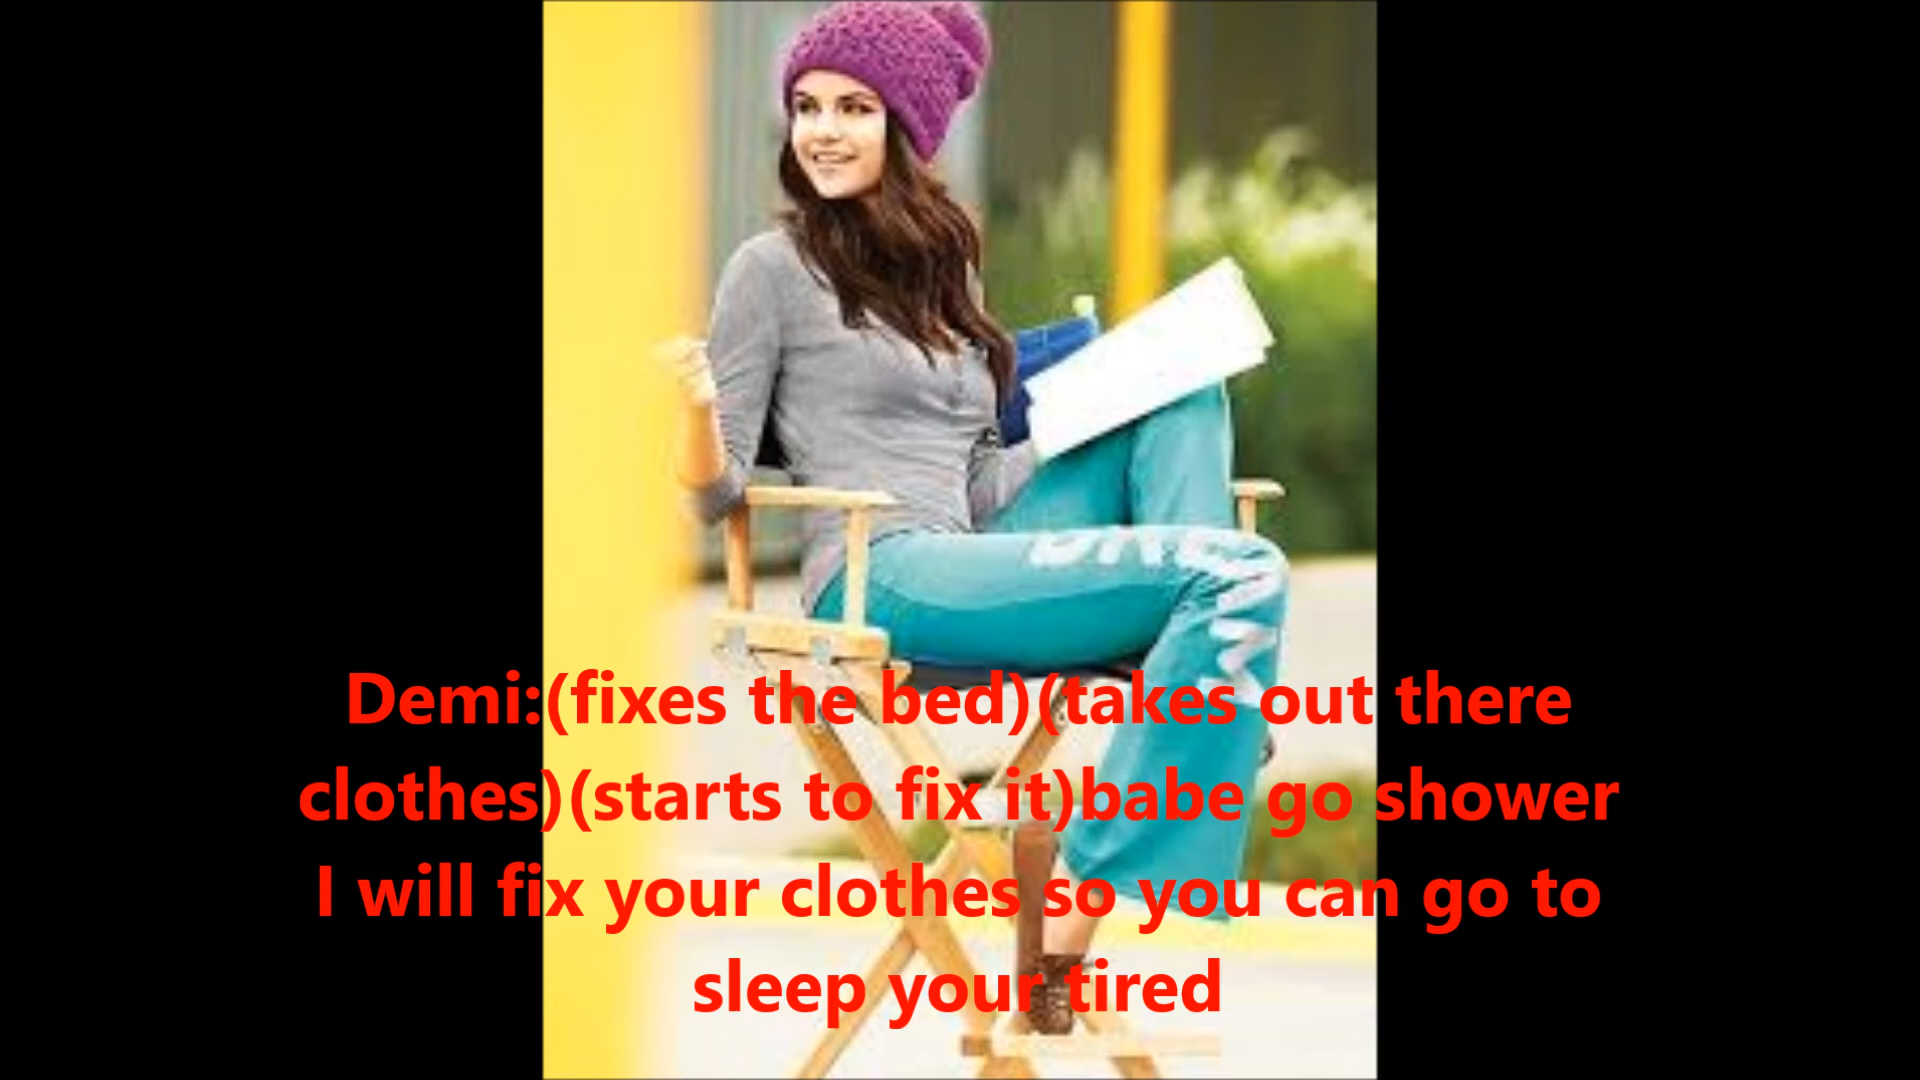 Demi:(fixes the bed)(takes out there
clothes)(starts to fix it)babe go shower
I will fix your clothes so you can go to
sleep your tired